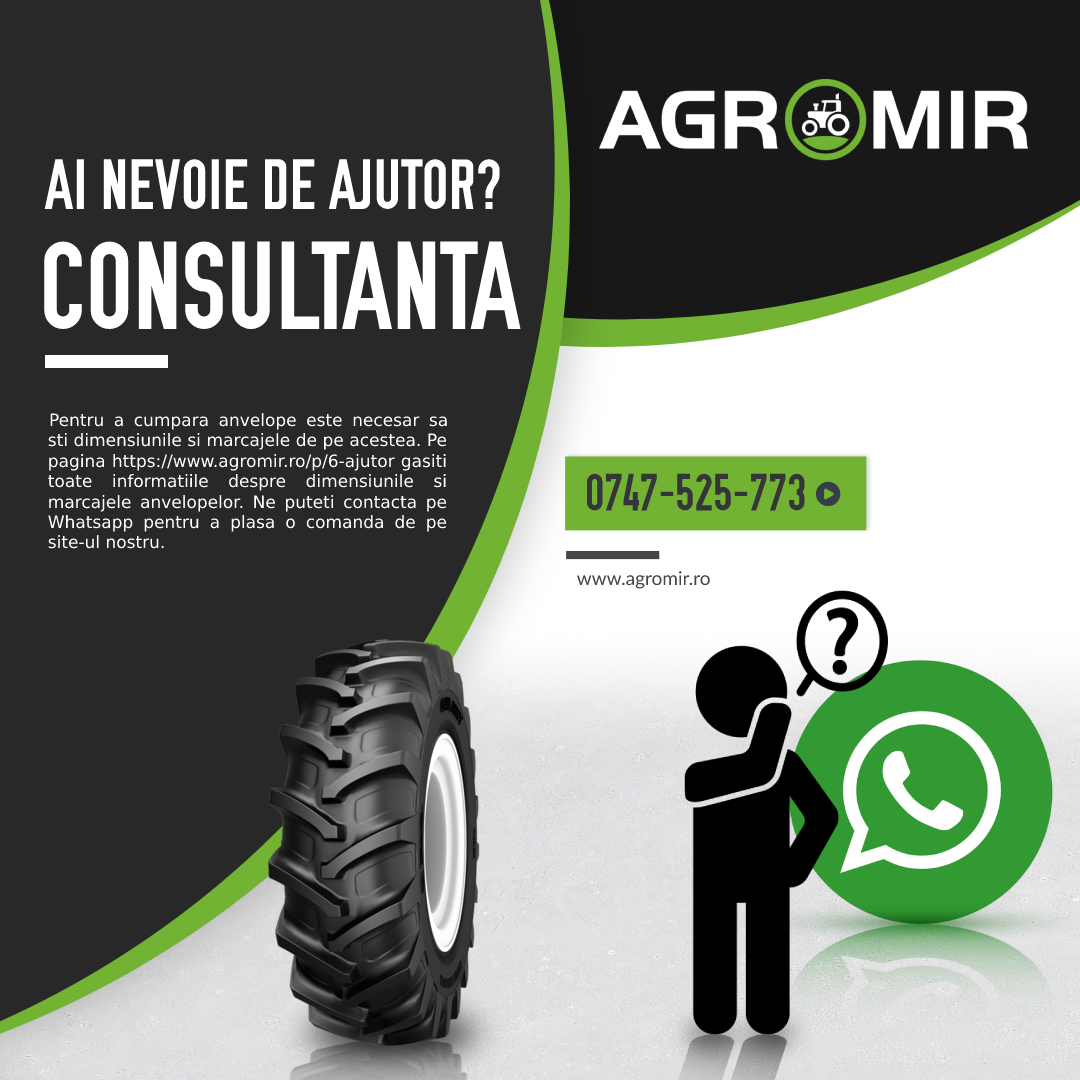 AGROMIR
AI NEVOIE DE AJUTOR?
CONSULTANTA
Pentru a cumpara anvelope este necesar sa
sti dimensiunile si marcajele de pe acestea. Pe
pagina https://www.agromir.ro/p/6-ajutor gasiti
toate informatiile despre dimensiunile si
marcajele anvelopelor. Ne puteti contacta pe
Whatsapp pentru a plasa o comanda de pe
site-ul nostru.
0747-525-773
www.agromir.ro
?